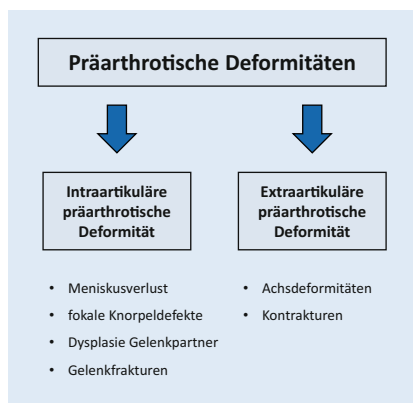 Präarthrotische Deformitäten
Intraartikuläre
präarthrotische
Deformität
Extraartikuläre
präarthrotische
Deformität
• Meniskusverlust
• fokale Knorpeldefekte
• Dysplasie Gelenkpartner
• Gelenkfrakturen
• Achsdeformitäten
• Kontrakturen